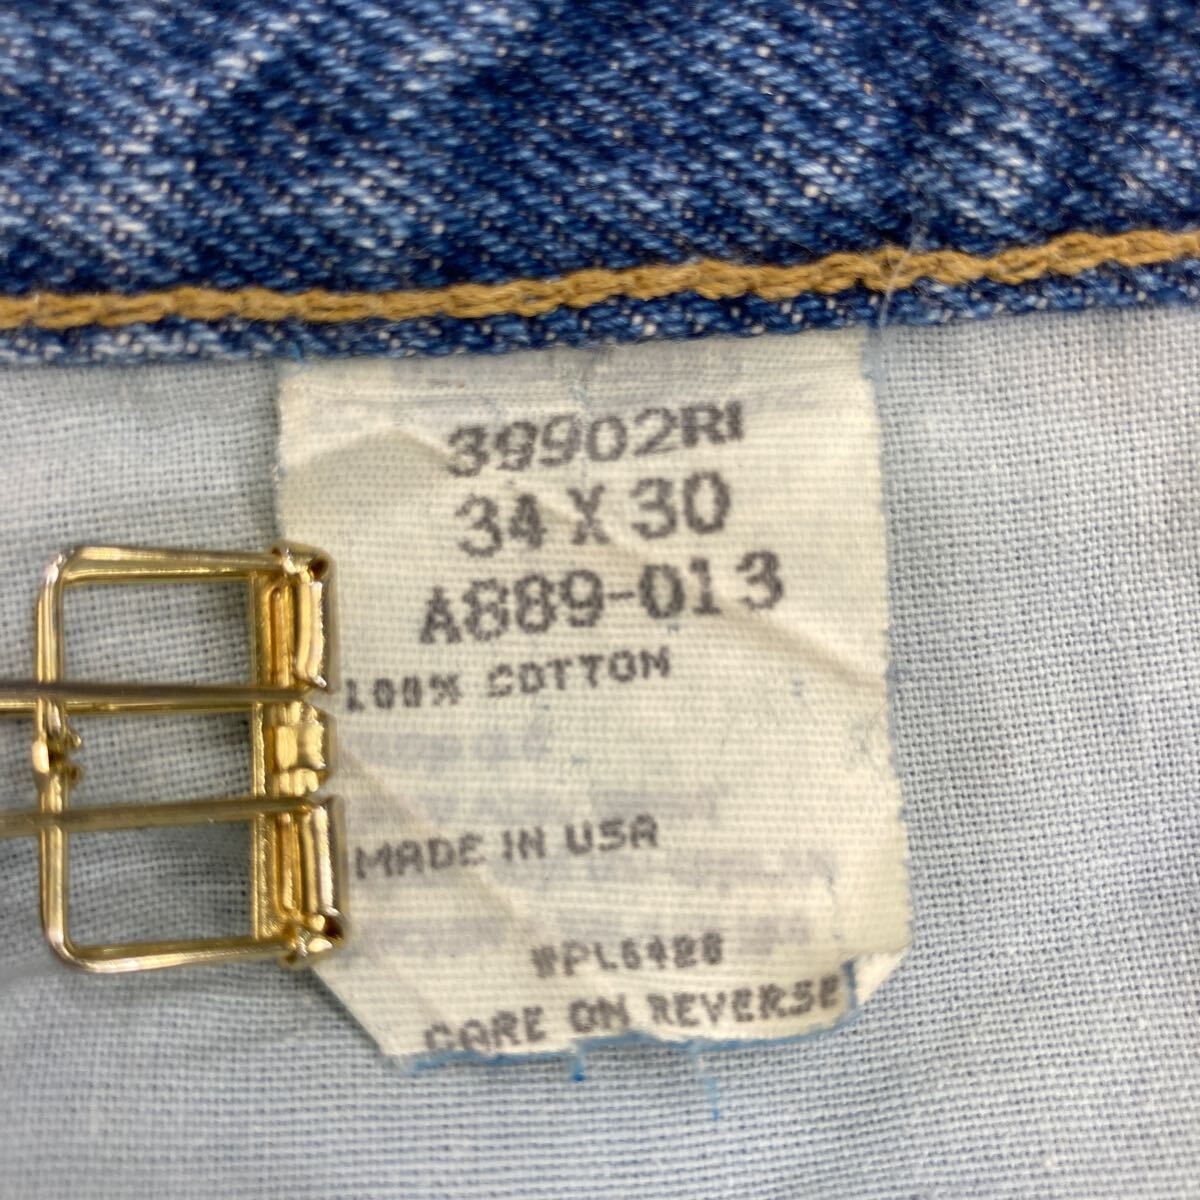 39902RI
34 X 30
A889-013
100% COTTON
MADE IN USA
WPL6428
CARE ON REVERSE